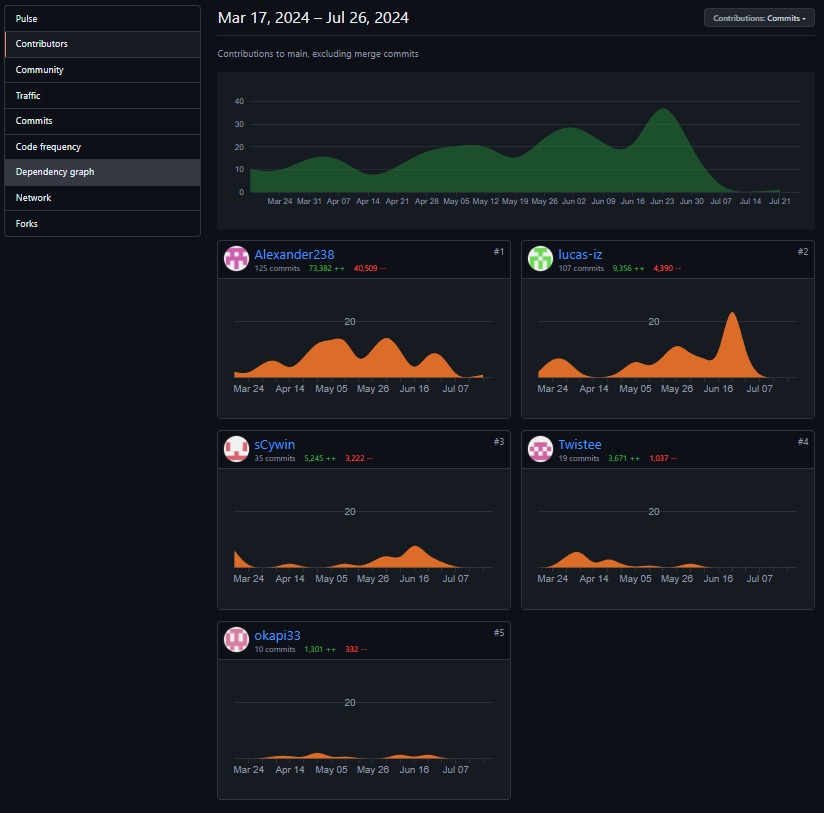 Pulse
Contributors
Community
Traffic
Commits
Code frequency
Dependency graph
Network
Forks
Mar 17, 2024 – Jul 26, 2024
Contributions: Commits
Contributions to main, excluding merge commits
40
30
20
10
0
Mar 24 Mar 31 Apr 07 Apr 14 Apr 21 Apr 28 May 05 May 12 May 19 May 26 Jun 02 Jun 09 Jun 16 Jun 23 Jun 30 Jul 07 Jul 14 Jul 21
Alexander238 #1
125 commits 73,382 ++ 40,509 --
20
Mar 24 Apr 14 May 05 May 26 Jun 16 Jul 07
lucas-iz #2
107 commits 9,356 ++ 4,390 --
20
Mar 24 Apr 14 May 05 May 26 Jun 16 Jul 07
sCywin #3
35 commits 5,245 ++ 3,222 --
20
Mar 24 Apr 14 May 05 May 26 Jun 16 Jul 07
Twistee #4
19 commits 3,671 ++ 1,037 --
20
Mar 24 Apr 14 May 05 May 26 Jun 16 Jul 07
okapi33 #5
10 commits 1,301 ++ 332 --
20
Mar 24 Apr 14 May 05 May 26 Jun 16 Jul 07